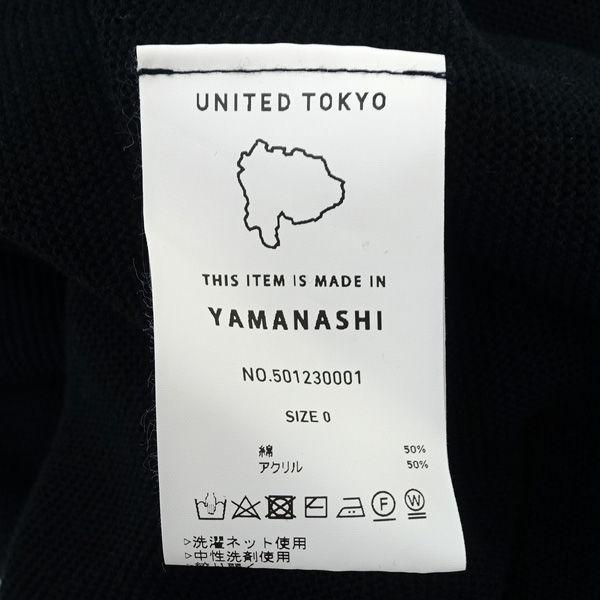 UNITED TOKYO
THIS ITEM IS MADE IN
YAMANASHI
NO.501230001
SIZE 0
綿 50%
アクリル 50%
F W
▷洗濯ネット使用
▷中性洗剤使用